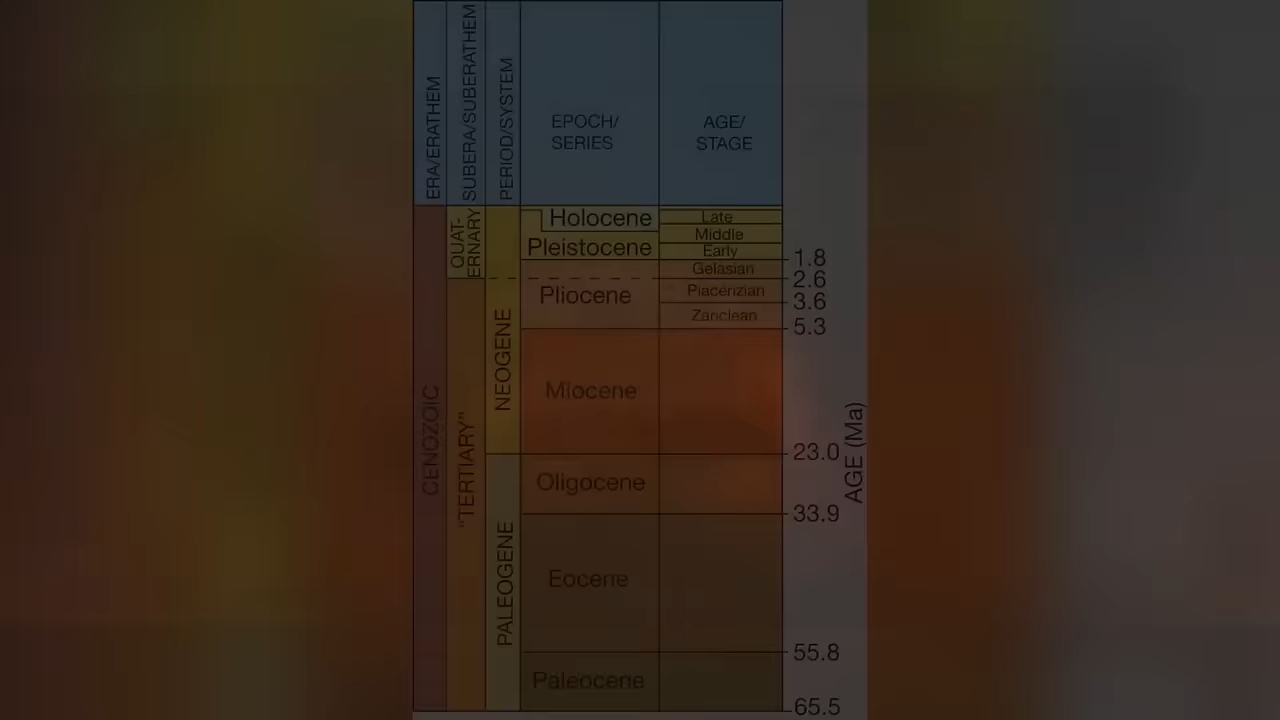 ERA/ERATHEM
SUBERA/SUBERATHEM
PERIOD/SYSTEM
EPOCH/
SERIES
AGE/
STAGE
CENOZOIC
QUAT-
ERNARY
"TERTIARY"
NEOGENE
PALEOGENE
Holocene
Pleistocene
Pliocene
Miocene
Oligocene
Eocene
Paleocene
Late
Middle
Early
Gelasian
Piacenzian
Zanclean
1.8
2.6
3.6
5.3
23.0
33.9
55.8
65.5
AGE (Ma)